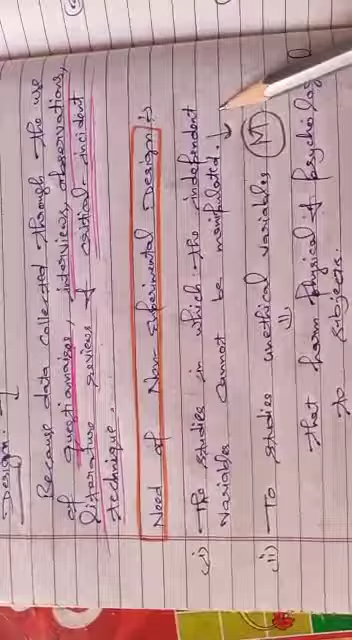 Design :-
Because data collected through the use
of questionnaires, interviews, observations,
literature reviews & critical incident
technique.
Need of Non-experimental Design :-
(i) The studies in which the independent
variables cannot be manipulated.
(ii) To studies unethical variables (M)
that harm physical &
to subjects.